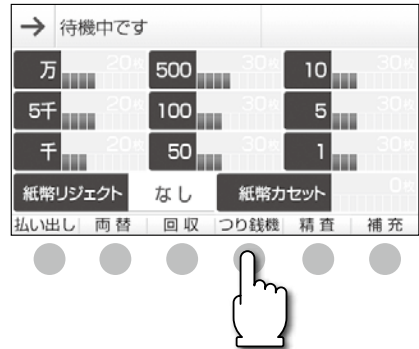 → 待機中です
万 20枚 500 30枚 10 30枚
5千 20枚 100 30枚 5 30枚
千 20枚 50 30枚 1 30枚
紙幣リジェクト なし 紙幣カセット 0枚
払い出し 両替 回収 つり銭機 精査 補充